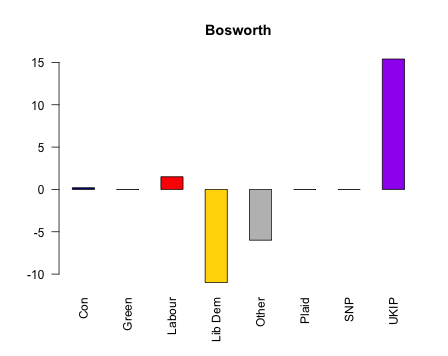 Bosworth
15
10
5
0
-5
-10
Con
Green
Labour
Lib Dem
Other
Plaid
SNP
UKIP